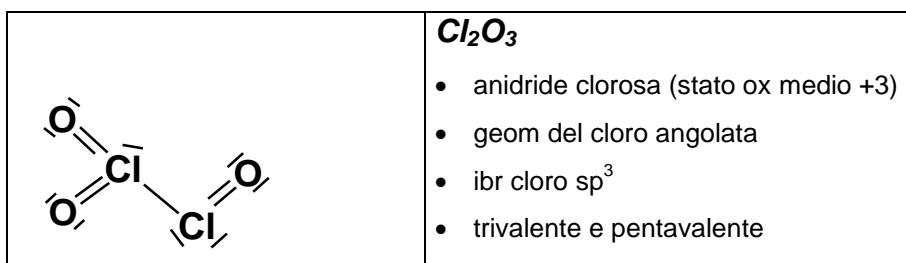 Cl₂O₃
• anidride clorosa (stato ox medio +3)
• geom del cloro angolata
• ibr cloro sp³
• trivalente e pentavalente
O
Cl
O
O
Cl